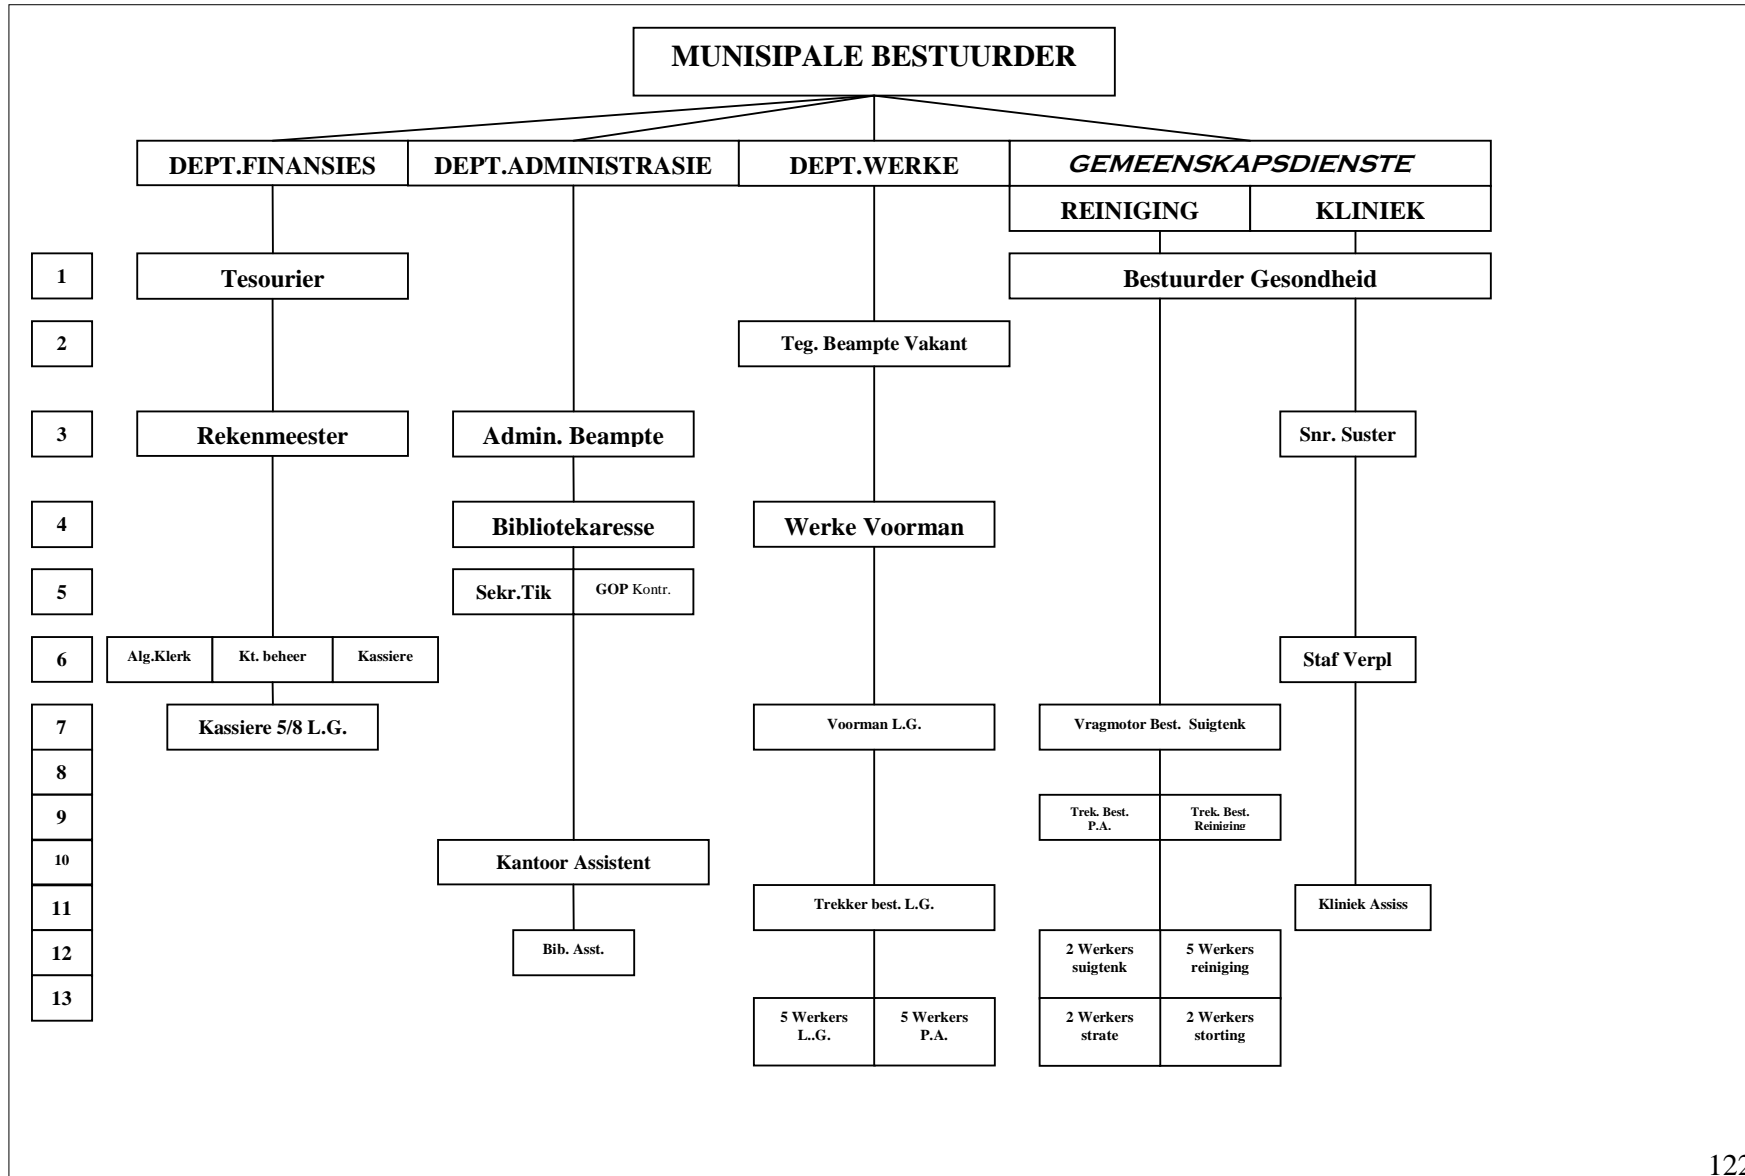 MUNISIPALE BESTUURDER
DEPT.FINANSIES DEPT.ADMINISTRASIE DEPT.WERKE GEMEENSKAPSDIENSTE
REINIGING KLINIEK
1 Tesourier Bestuurder Gesondheid
2 Teg. Beampte Vakant
3 Rekenmeester Admin. Beampte Snr. Suster
4 Bibliotekaresse Werke Voorman
5 Sekr.Tik GOP Kontr.
6 Alg.Klerk Kt. beheer Kassiere Staf Verpl
7 Kassiere 5/8 L.G. Voorman L.G. Vragmotor Best. Suigtenk
8
9 Trek. Best. Trek. Best.
P.A. Reiniging
10 Kantoor Assistent
11 Trekker best. L.G. Kliniek Assiss
12 Bib. Asst. 2 Werkers 5 Werkers
suigtenk reiniging
13
5 Werkers 5 Werkers 2 Werkers 2 Werkers
L..G. P.A. strate storting
122